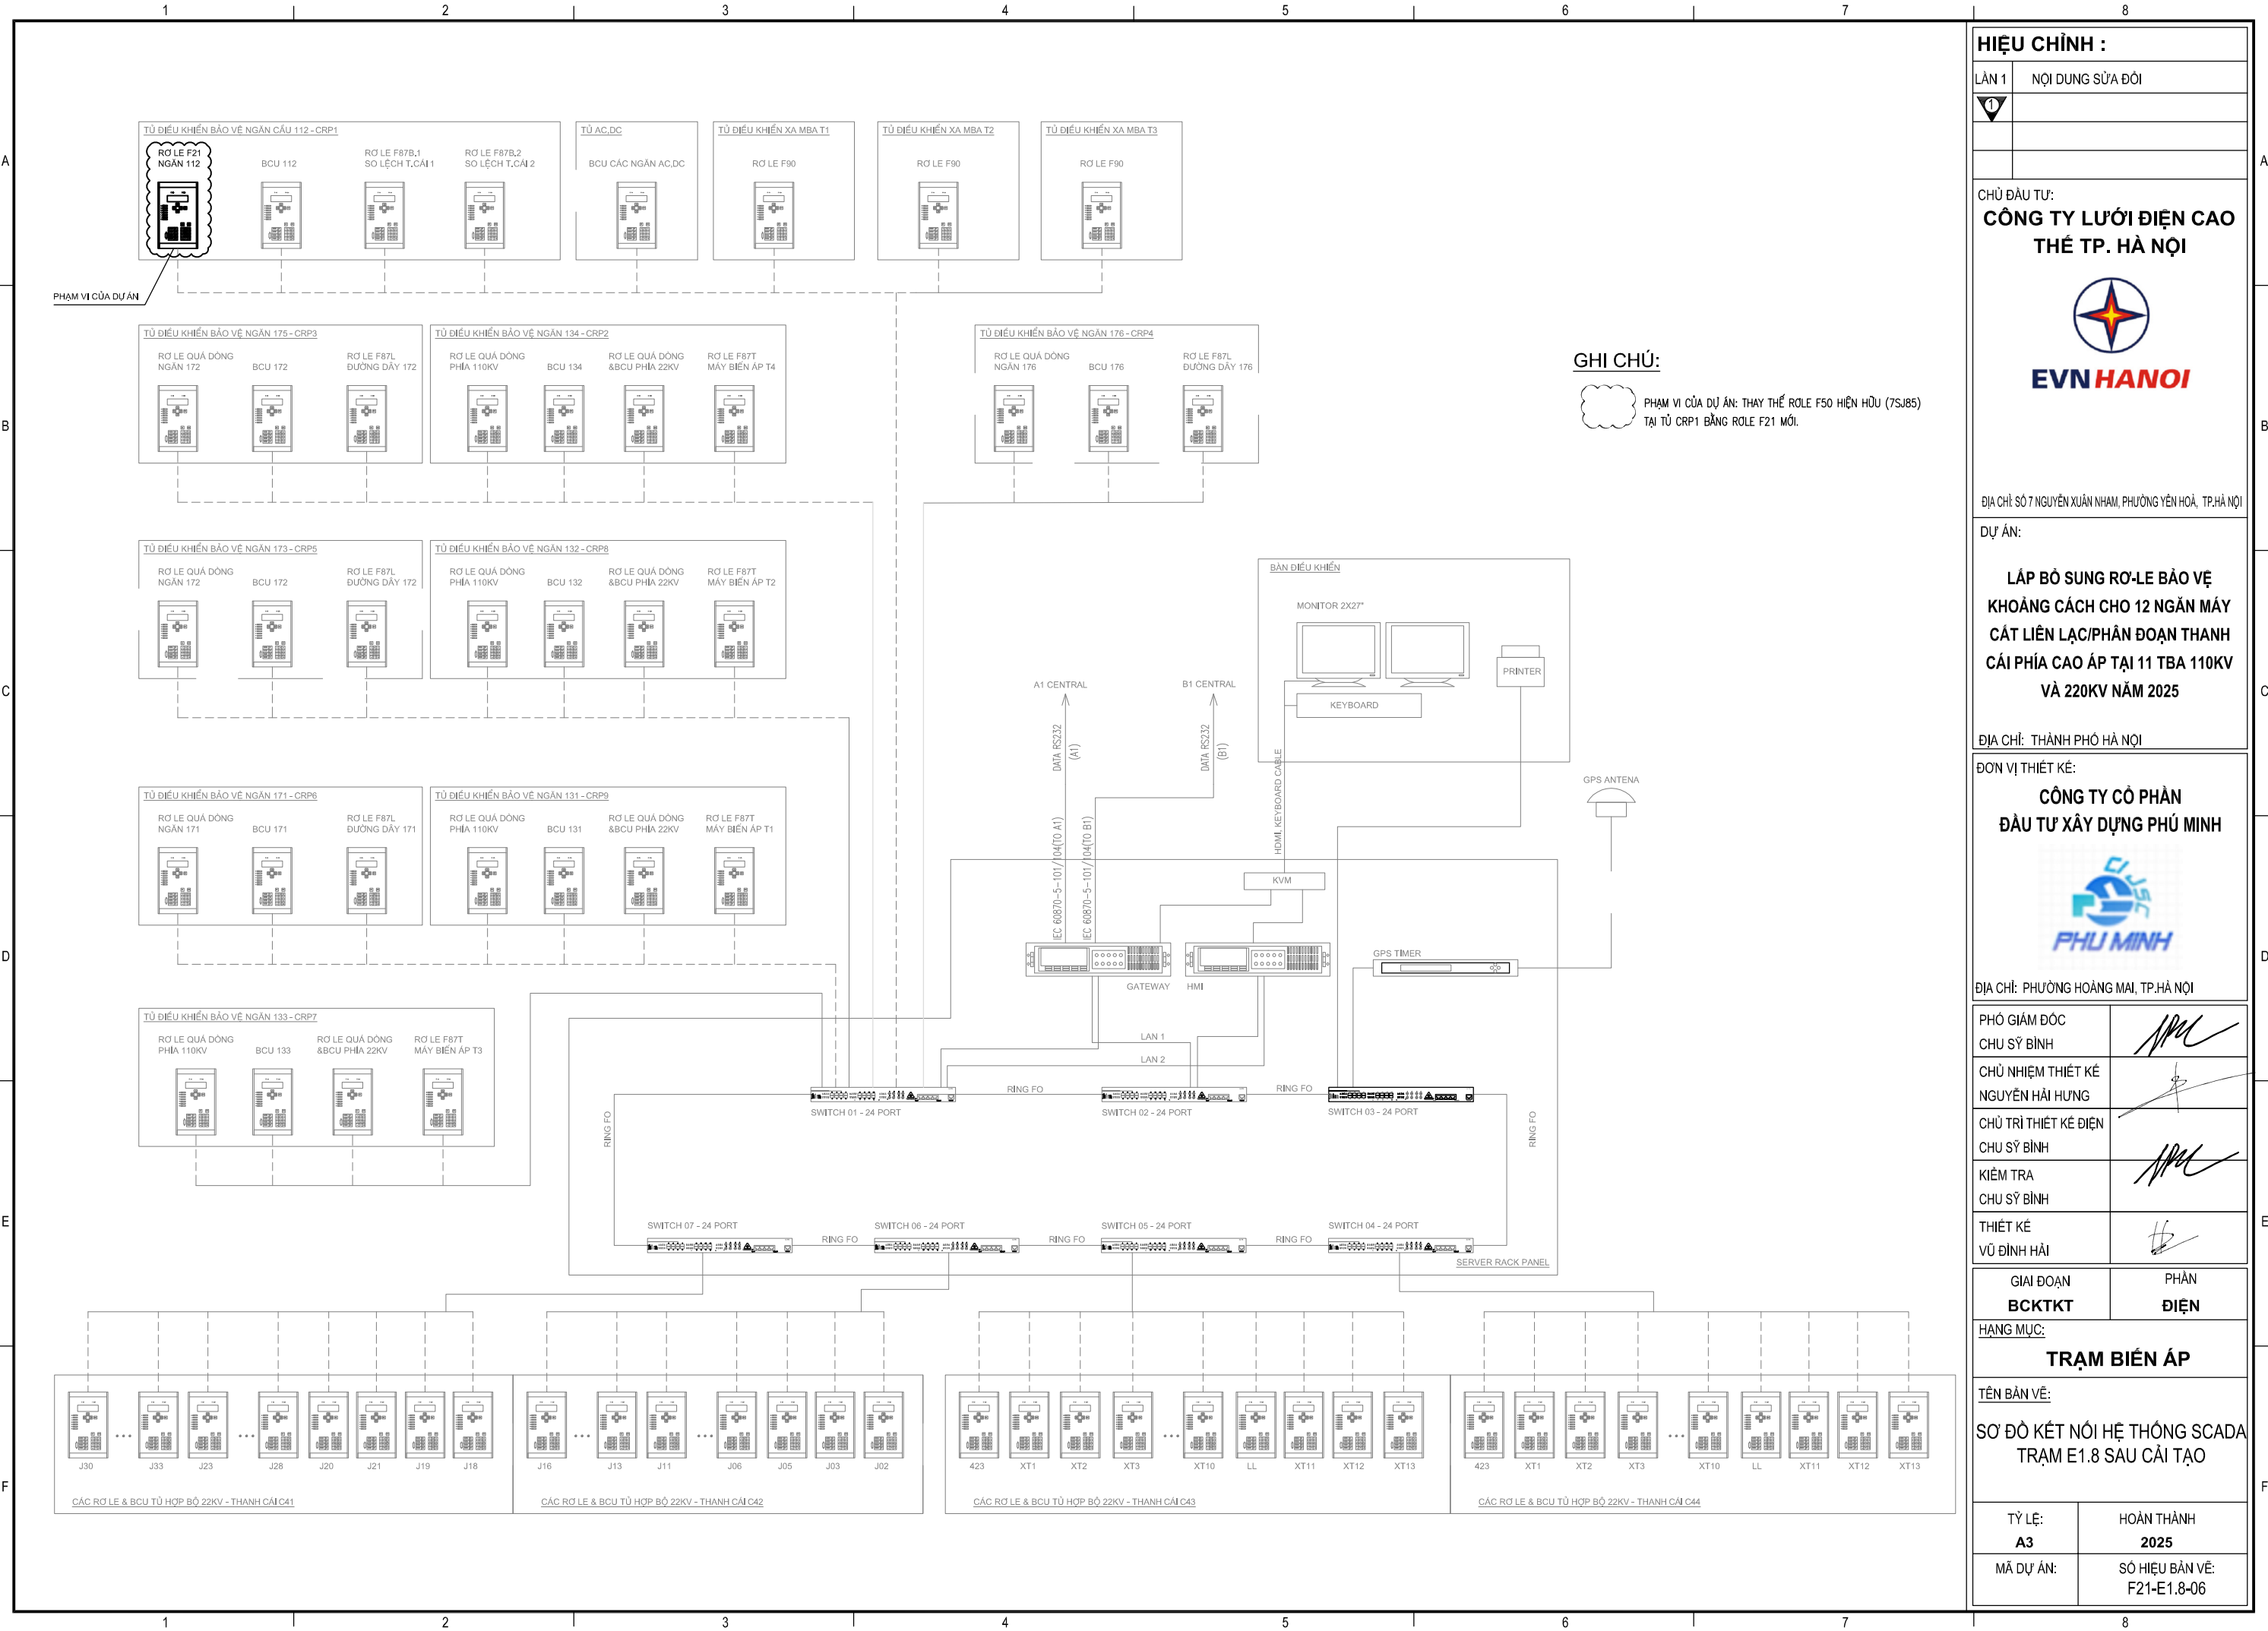 1 2 3 4 5 6 7 8
A
B
C
D
E
F
TỦ ĐIỀU KHIỂN BẢO VỆ NGĂN CẦU 112 - CRP1
RƠ LE F21
NGĂN 112
BCU 112
RƠ LE F87B.1
SO LỆCH T.CÁI 1
RƠ LE F87B.2
SO LỆCH T.CÁI 2
TỦ AC,DC
BCU CÁC NGĂN AC,DC
TỦ ĐIỀU KHIỂN XA MBA T1
RƠ LE F90
TỦ ĐIỀU KHIỂN XA MBA T2
RƠ LE F90
TỦ ĐIỀU KHIỂN XA MBA T3
RƠ LE F90
PHẠM VI CỦA DỰ ÁN
TỦ ĐIỀU KHIỂN BẢO VỆ NGĂN 175 - CRP3
RƠ LE QUÁ DÒNG
NGĂN 172
BCU 172
RƠ LE F87L
ĐƯỜNG DÂY 172
TỦ ĐIỀU KHIỂN BẢO VỆ NGĂN 134 - CRP2
RƠ LE QUÁ DÒNG
PHÍA 110KV
BCU 134
RƠ LE QUÁ DÒNG
&BCU PHÍA 22KV
RƠ LE F87T
MÁY BIẾN ÁP T4
TỦ ĐIỀU KHIỂN BẢO VỆ NGĂN 176 - CRP4
RƠ LE QUÁ DÒNG
NGĂN 176
BCU 176
RƠ LE F87L
ĐƯỜNG DÂY 176
GHI CHÚ:
PHẠM VI CỦA DỰ ÁN: THAY THẾ RƠLE F50 HIỆN HỮU (7SJ85)
TẠI TỦ CRP1 BẰNG RƠLE F21 MỚI.
TỦ ĐIỀU KHIỂN BẢO VỆ NGĂN 173 - CRP5
RƠ LE QUÁ DÒNG
NGĂN 172
BCU 172
RƠ LE F87L
ĐƯỜNG DÂY 172
TỦ ĐIỀU KHIỂN BẢO VỆ NGĂN 132 - CRP8
RƠ LE QUÁ DÒNG
PHÍA 110KV
BCU 132
RƠ LE QUÁ DÒNG
&BCU PHÍA 22KV
RƠ LE F87T
MÁY BIẾN ÁP T2
BÀN ĐIỀU KHIỂN
MONITOR 2X27"
PRINTER
KEYBOARD
A1 CENTRAL
B1 CENTRAL
DATA RS232
(A1)
DATA RS232
(B1)
HDMI, KEYBOARD CABLE
GPS ANTENA
TỦ ĐIỀU KHIỂN BẢO VỆ NGĂN 171 - CRP6
RƠ LE QUÁ DÒNG
NGĂN 171
BCU 171
RƠ LE F87L
ĐƯỜNG DÂY 171
TỦ ĐIỀU KHIỂN BẢO VỆ NGĂN 131 - CRP9
RƠ LE QUÁ DÒNG
PHÍA 110KV
BCU 131
RƠ LE QUÁ DÒNG
&BCU PHÍA 22KV
RƠ LE F87T
MÁY BIẾN ÁP T1
IEC 60870-5-101/104(TO A1)
IEC 60870-5-101/104(TO B1)
KVM
GPS TIMER
GATEWAY
HMI
LAN 1
LAN 2
TỦ ĐIỀU KHIỂN BẢO VỆ NGĂN 133 - CRP7
RƠ LE QUÁ DÒNG
PHÍA 110KV
BCU 133
RƠ LE QUÁ DÒNG
&BCU PHÍA 22KV
RƠ LE F87T
MÁY BIẾN ÁP T3
RING FO
RING FO
SWITCH 01 - 24 PORT
SWITCH 02 - 24 PORT
SWITCH 03 - 24 PORT
RING FO
RING FO
SWITCH 07 - 24 PORT
SWITCH 06 - 24 PORT
SWITCH 05 - 24 PORT
SWITCH 04 - 24 PORT
RING FO
RING FO
RING FO
SERVER RACK PANEL
J30 ... J33 J23 ... J28 J20 J21 J19 J18
CÁC RƠ LE & BCU TỦ HỢP BỘ 22KV - THANH CÁI C41
J16 ... J13 J11 ... J06 J05 J03 J02
CÁC RƠ LE & BCU TỦ HỢP BỘ 22KV - THANH CÁI C42
423 XT1 XT2 XT3 ... XT10 LL XT11 XT12 XT13
CÁC RƠ LE & BCU TỦ HỢP BỘ 22KV - THANH CÁI C43
423 XT1 XT2 XT3 ... XT10 LL XT11 XT12 XT13
CÁC RƠ LE & BCU TỦ HỢP BỘ 22KV - THANH CÁI C44
HIỆU CHỈNH :
LẦN 1 NỘI DUNG SỬA ĐỔI
1
CHỦ ĐẦU TƯ:
CÔNG TY LƯỚI ĐIỆN CAO
THẾ TP. HÀ NỘI
EVNHANOI
ĐỊA CHỈ: SỐ 7 NGUYỄN XUÂN NHAM, PHƯỜNG YÊN HOÀ, TP.HÀ NỘI
DỰ ÁN:
LẮP BỔ SUNG RƠ-LE BẢO VỆ
KHOẢNG CÁCH CHO 12 NGĂN MÁY
CẮT LIÊN LẠC/PHÂN ĐOẠN THANH
CÁI PHÍA CAO ÁP TẠI 11 TBA 110KV
VÀ 220KV NĂM 2025
ĐỊA CHỈ: THÀNH PHỐ HÀ NỘI
ĐƠN VỊ THIẾT KẾ:
CÔNG TY CỔ PHẦN
ĐẦU TƯ XÂY DỰNG PHÚ MINH
CI JSC
PHU MINH
ĐỊA CHỈ: PHƯỜNG HOÀNG MAI, TP.HÀ NỘI
PHÓ GIÁM ĐỐC
CHU SỸ BÌNH
CHỦ NHIỆM THIẾT KẾ
NGUYỄN HẢI HƯNG
CHỦ TRÌ THIẾT KẾ ĐIỆN
CHU SỸ BÌNH
KIỂM TRA
CHU SỸ BÌNH
THIẾT KẾ
VŨ ĐÌNH HẢI
GIAI ĐOẠN
BCKTKT
PHẦN
ĐIỆN
HẠNG MỤC:
TRẠM BIẾN ÁP
TÊN BẢN VẼ:
SƠ ĐỒ KẾT NỐI HỆ THỐNG SCADA
TRẠM E1.8 SAU CẢI TẠO
TỶ LỆ:
A3
HOÀN THÀNH
2025
MÃ DỰ ÁN:
SỐ HIỆU BẢN VẼ:
F21-E1.8-06
A
B
C
D
E
F
1 2 3 4 5 6 7 8